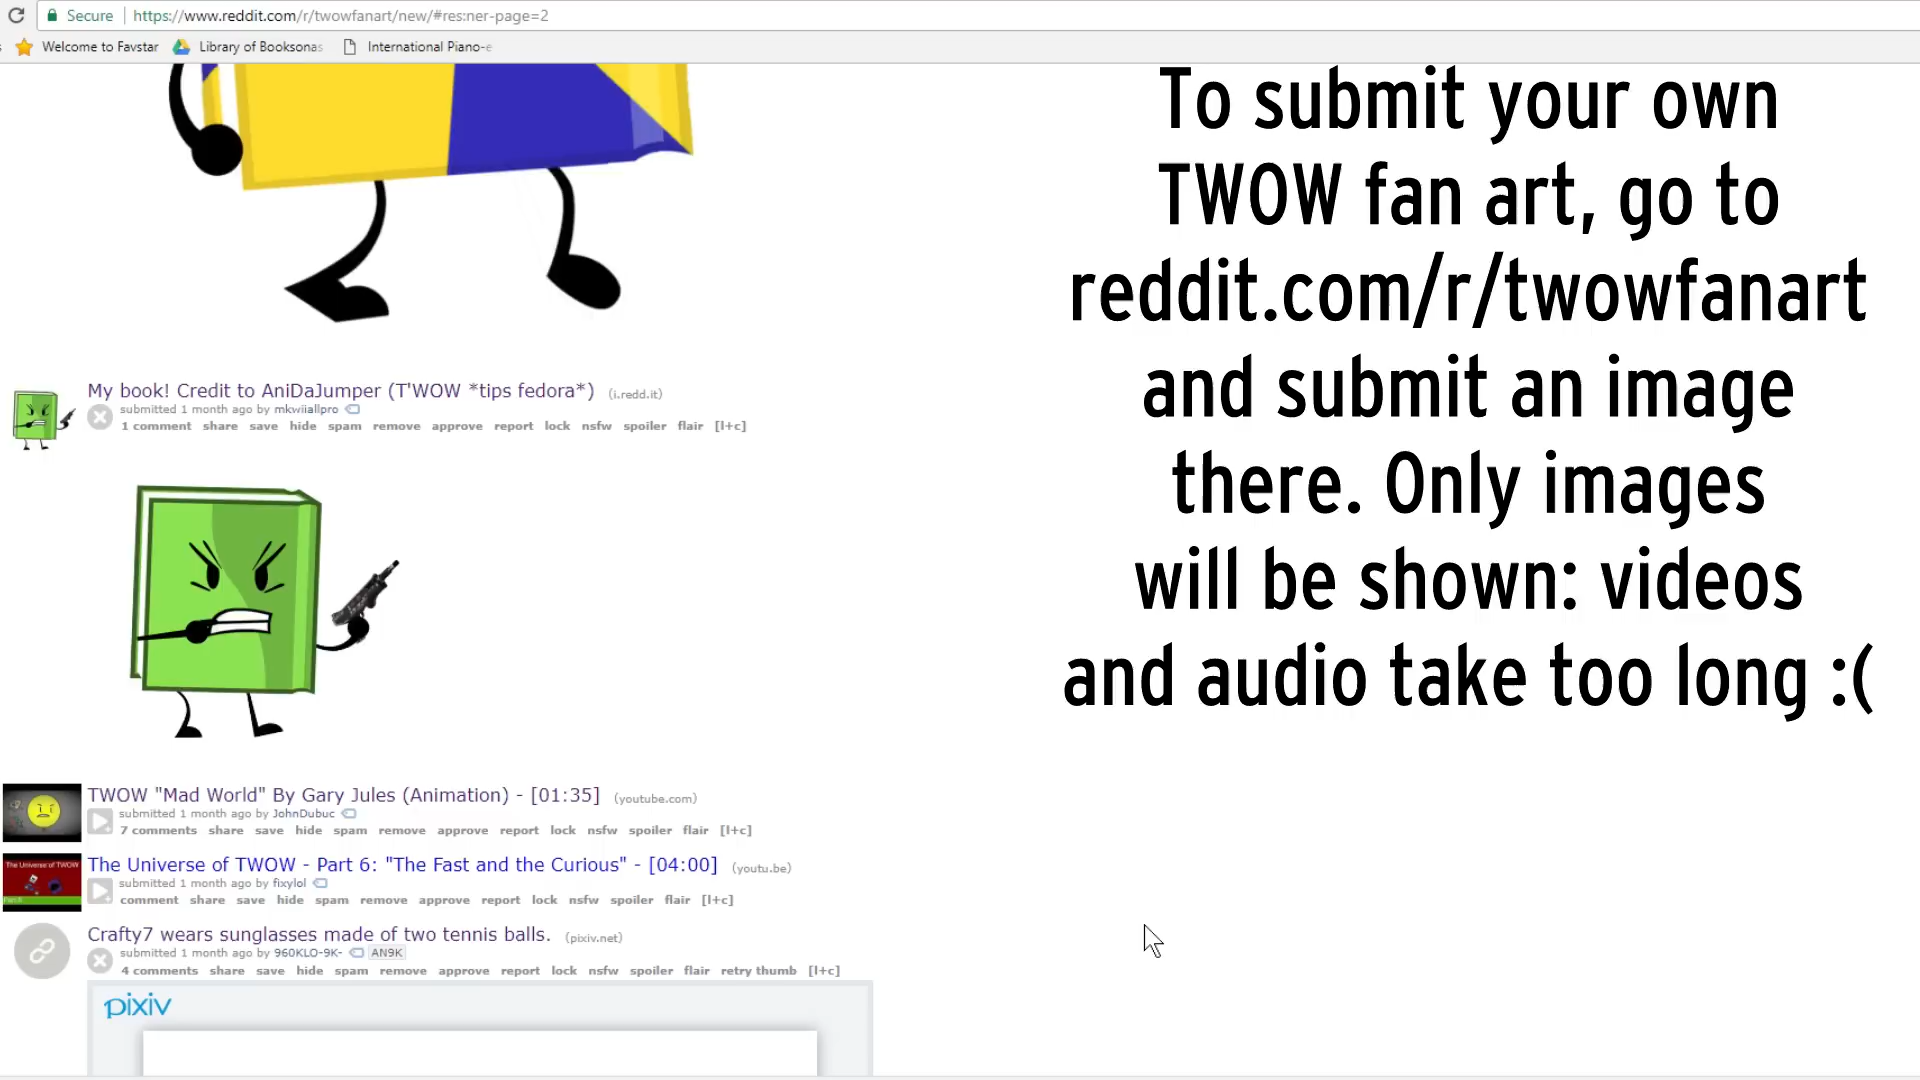 Secure https://www.reddit.com/r/twowfanart/new/#res:ner-page=2
Welcome to Favstar Library of Booksonas International Piano-e
To submit your own
TWOW fan art, go to
reddit.com/r/twowfanart
and submit an image
there. Only images
will be shown: videos
and audio take too long :(
My book! Credit to AniDaJumper (T'WOW *tips fedora*) (i.redd.it)
submitted 1 month ago by mkwiiallpro
1 comment share save hide spam remove approve report lock nsfw spoiler flair [l+c]
TWOW "Mad World" By Gary Jules (Animation) - [01:35] (youtube.com)
submitted 1 month ago by JohnDubuc
7 comments share save hide spam remove approve report lock nsfw spoiler flair [l+c]
The Universe of TWOW
The Universe of TWOW - Part 6: "The Fast and the Curious" - [04:00] (youtu.be)
submitted 1 month ago by fixylol
comment share save hide spam remove approve report lock nsfw spoiler flair [l+c]
Crafty7 wears sunglasses made of two tennis balls. (pixiv.net)
submitted 1 month ago by 960KLO-9K- AN9K
4 comments share save hide spam remove approve report lock nsfw spoiler flair retry thumb [l+c]
pixiv